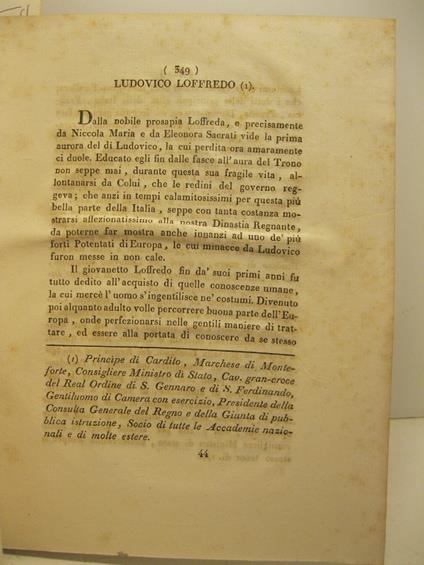 ( 349 )
LUDOVICO LOFFREDO (1).
Dalla nobile prosapia Loffreda, e precisamente
da Niccola Maria e da Eleonora Sacrati vide la prima
aurora del dì Ludovico, la cui perdita ora amaramente
ci duole. Educato egli fin dalle fasce all'aura del Trono
non seppe mai, durante questa sua fragile vita, al-
lontanarsi da Colui, che le redini del governo reg-
geva; che anzi in tempi calamitosissimi per questa più
bella parte della Italia, seppe con tanta costanza mo-
strarsi affezionatissimo alla nostra Dinastia Regnante,
da poterne far mostra anche innanzi ad uno de' più
forti Potentati di Europa, le cui minacce da Ludovico
furon messe in non cale.
Il giovanetto Loffredo fin da' suoi primi anni fu
tutto dedito all'acquisto di quelle conoscenze umane,
la cui mercè l'uomo s'ingentilisce ne' costumi. Divenuto
poi alquanto adulto volle percorrere buona parte dell'Eu-
ropa, onde perfezionarsi nelle gentili maniere di trat-
tare, ed essere alla portata di conoscere da se stesso
(1) Principe di Cardito, Marchese di Monte-
forte, Consigliere Ministro di Stato, Cav. gran-croce
del Real Ordine di S. Gennaro e di S. Ferdinando,
Gentiluomo di Camera con esercizio, Presidente della
Consulta Generale del Regno e della Giunta di pub-
blica istruzione, Socio di tutte le Accademie nazio-
nali e di molte estere.
44